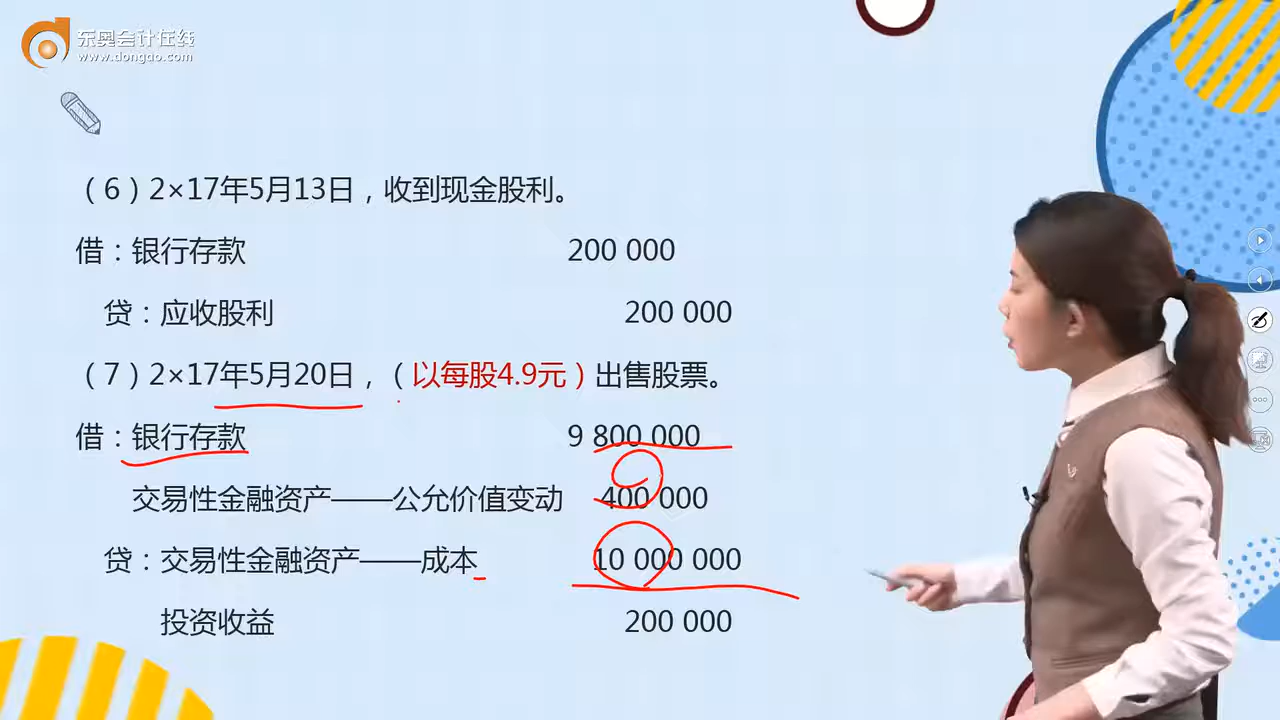 东奥会计在线
www.dongao.com
（6）2×17年5月13日，收到现金股利。
借：银行存款 200 000
贷：应收股利 200 000
（7）2×17年5月20日，（以每股4.9元）出售股票。
借：银行存款 9 800 000
交易性金融资产——公允价值变动 400 000
贷：交易性金融资产——成本 10 000 000
投资收益 200 000